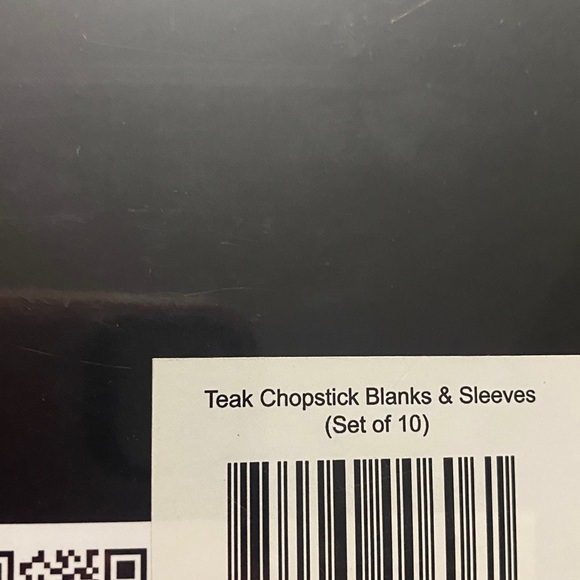 Teak Chopstick Blanks & Sleeves
(Set of 10)